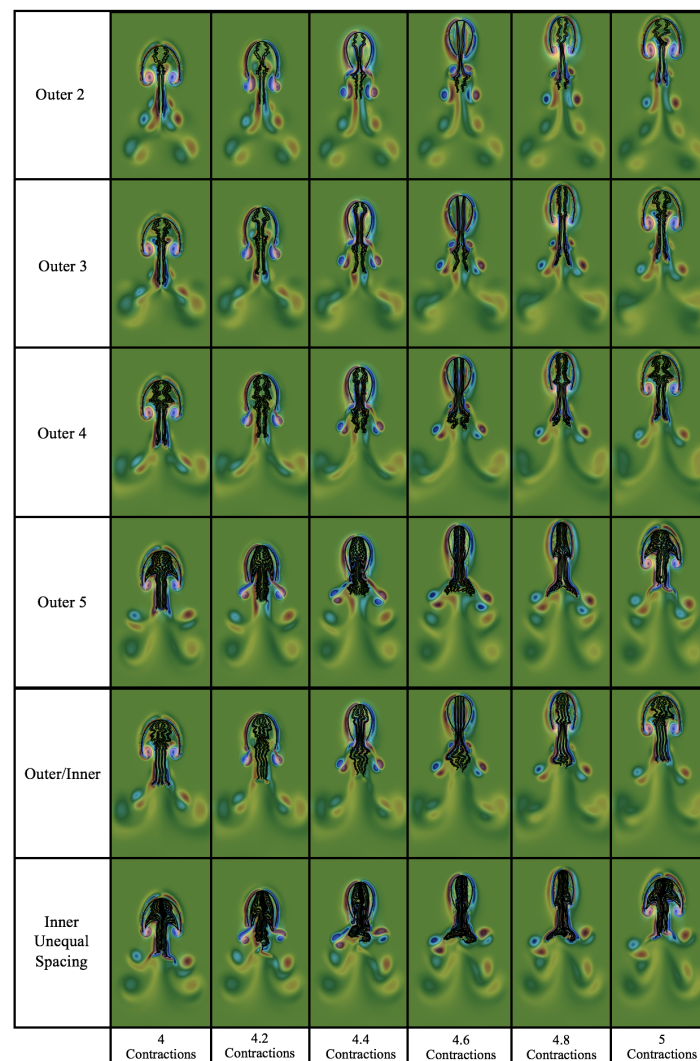 Outer 2
Outer 3
Outer 4
Outer 5
Outer/Inner
Inner
Unequal
Spacing
4 4.2 4.4 4.6 4.8 5
Contractions Contractions Contractions Contractions Contractions Contractions